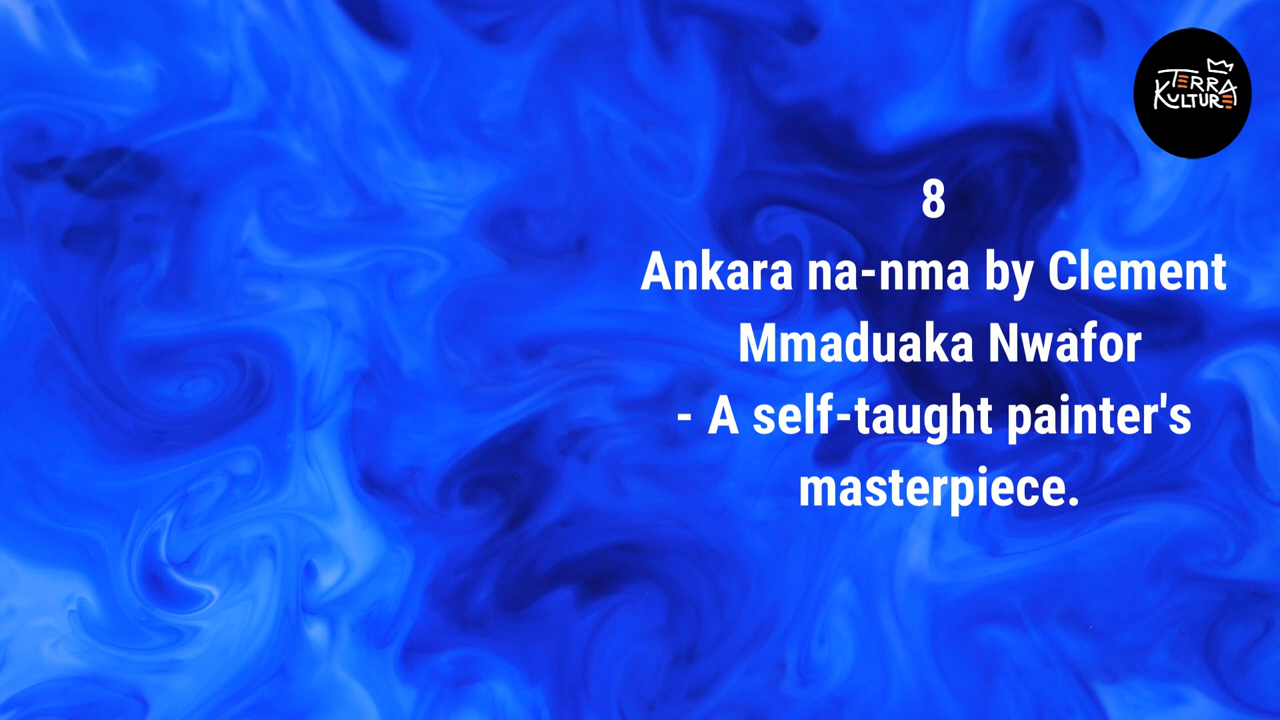 TERRA
KULTURE
8
Ankara na-nma by Clement
Mmaduaka Nwafor
- A self-taught painter's
masterpiece.